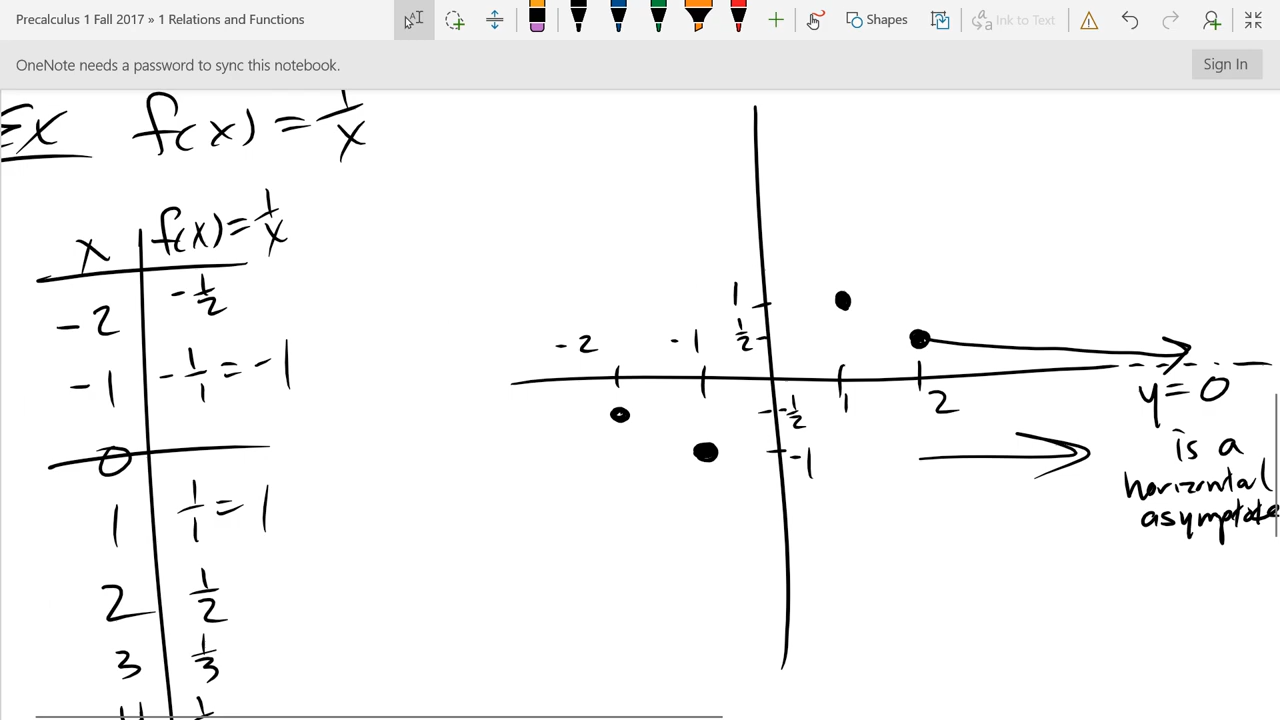 Precalculus 1 Fall 2017 » 1 Relations and Functions
Shapes
Ink to Text
OneNote needs a password to sync this notebook.
Sign In
Ex f(x) = 1/x
x f(x) = 1/x
-2 -1/2
-1 -1/1 = -1
0
1 1/1 = 1
2 1/2
3 1/3
1
1/2
-2 -1
1 2
-1/2
-1
y = 0
is a
horizontal
asymptote